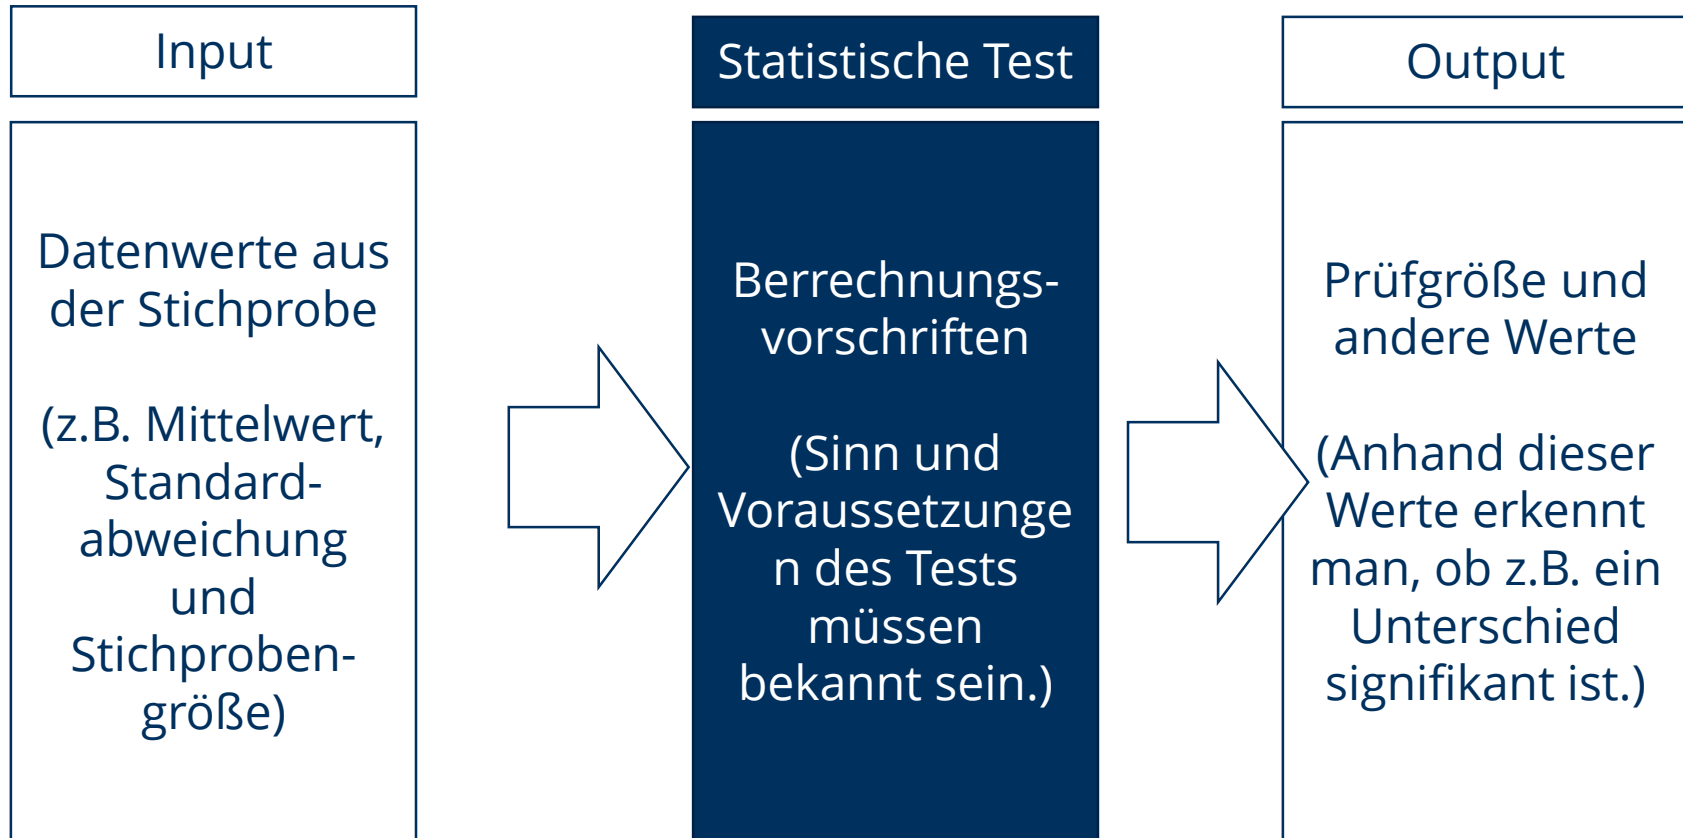 Input
Datenwerte aus
der Stichprobe
(z.B. Mittelwert,
Standard-
abweichung
und
Stichproben-
größe)
Statistische Test
Berrechnungs-
vorschriften
(Sinn und
Voraussetzunge
n des Tests
müssen
bekannt sein.)
Output
Prüfgröße und
andere Werte
(Anhand dieser
Werte erkennt
man, ob z.B. ein
Unterschied
signifikant ist.)